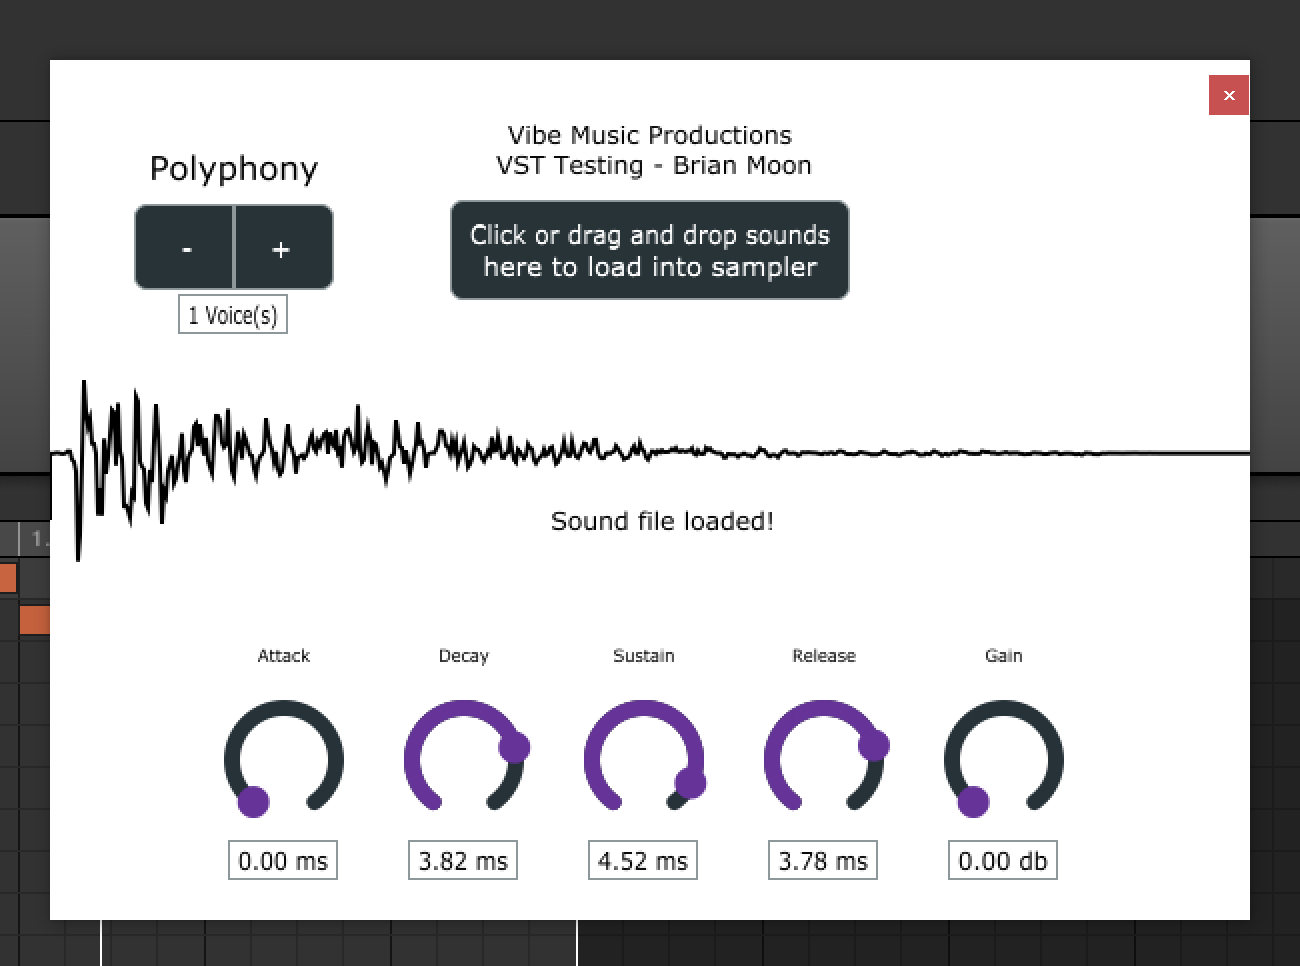 Vibe Music Productions
VST Testing - Brian Moon
Polyphony
- +
1 Voice(s)
Click or drag and drop sounds
here to load into sampler
Sound file loaded!
1.
Attack Decay Sustain Release Gain
0.00 ms 3.82 ms 4.52 ms 3.78 ms 0.00 db